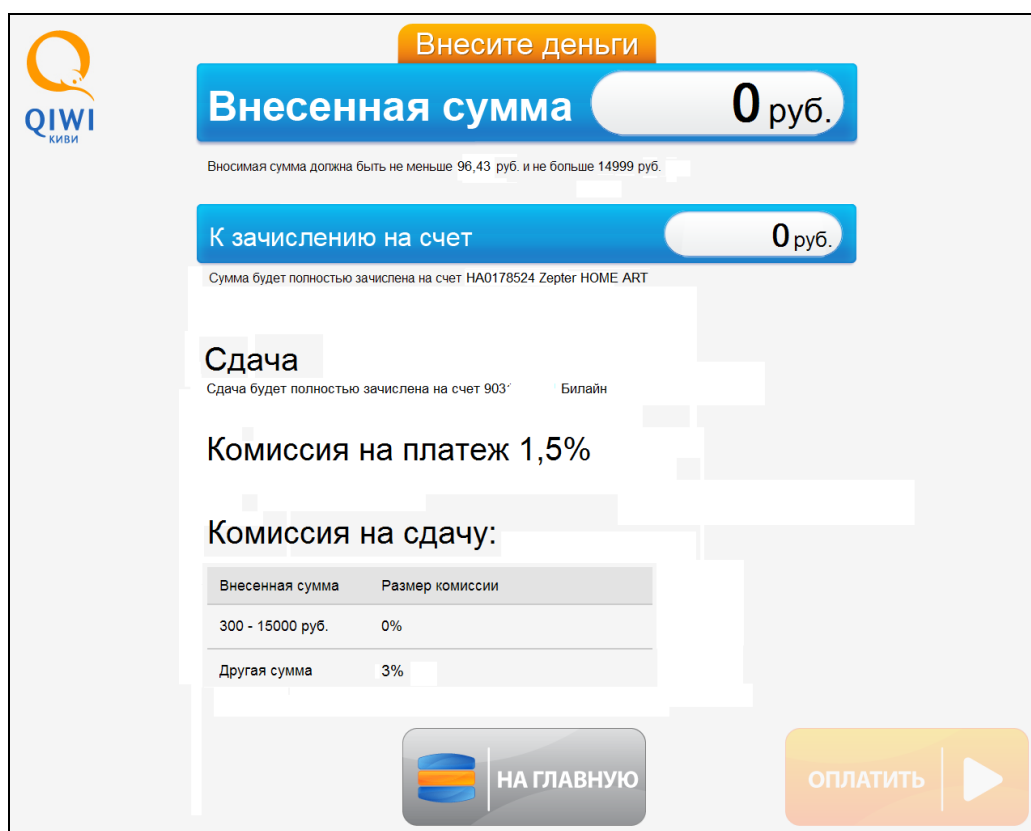 Внесите деньги
QIWI
КИВИ
Внесенная сумма 0 руб.
Вносимая сумма должна быть не меньше 96,43 руб. и не больше 14999 руб.
К зачислению на счет 0 руб.
Сумма будет полностью зачислена на счет HA0178524 Zepter HOME ART
Сдача
Сдача будет полностью зачислена на счет 903 Билайн
Комиссия на платеж 1,5%
Комиссия на сдачу:
Внесенная сумма Размер комиссии
300 - 15000 руб. 0%
Другая сумма 3%
НА ГЛАВНУЮ
ОПЛАТИТЬ